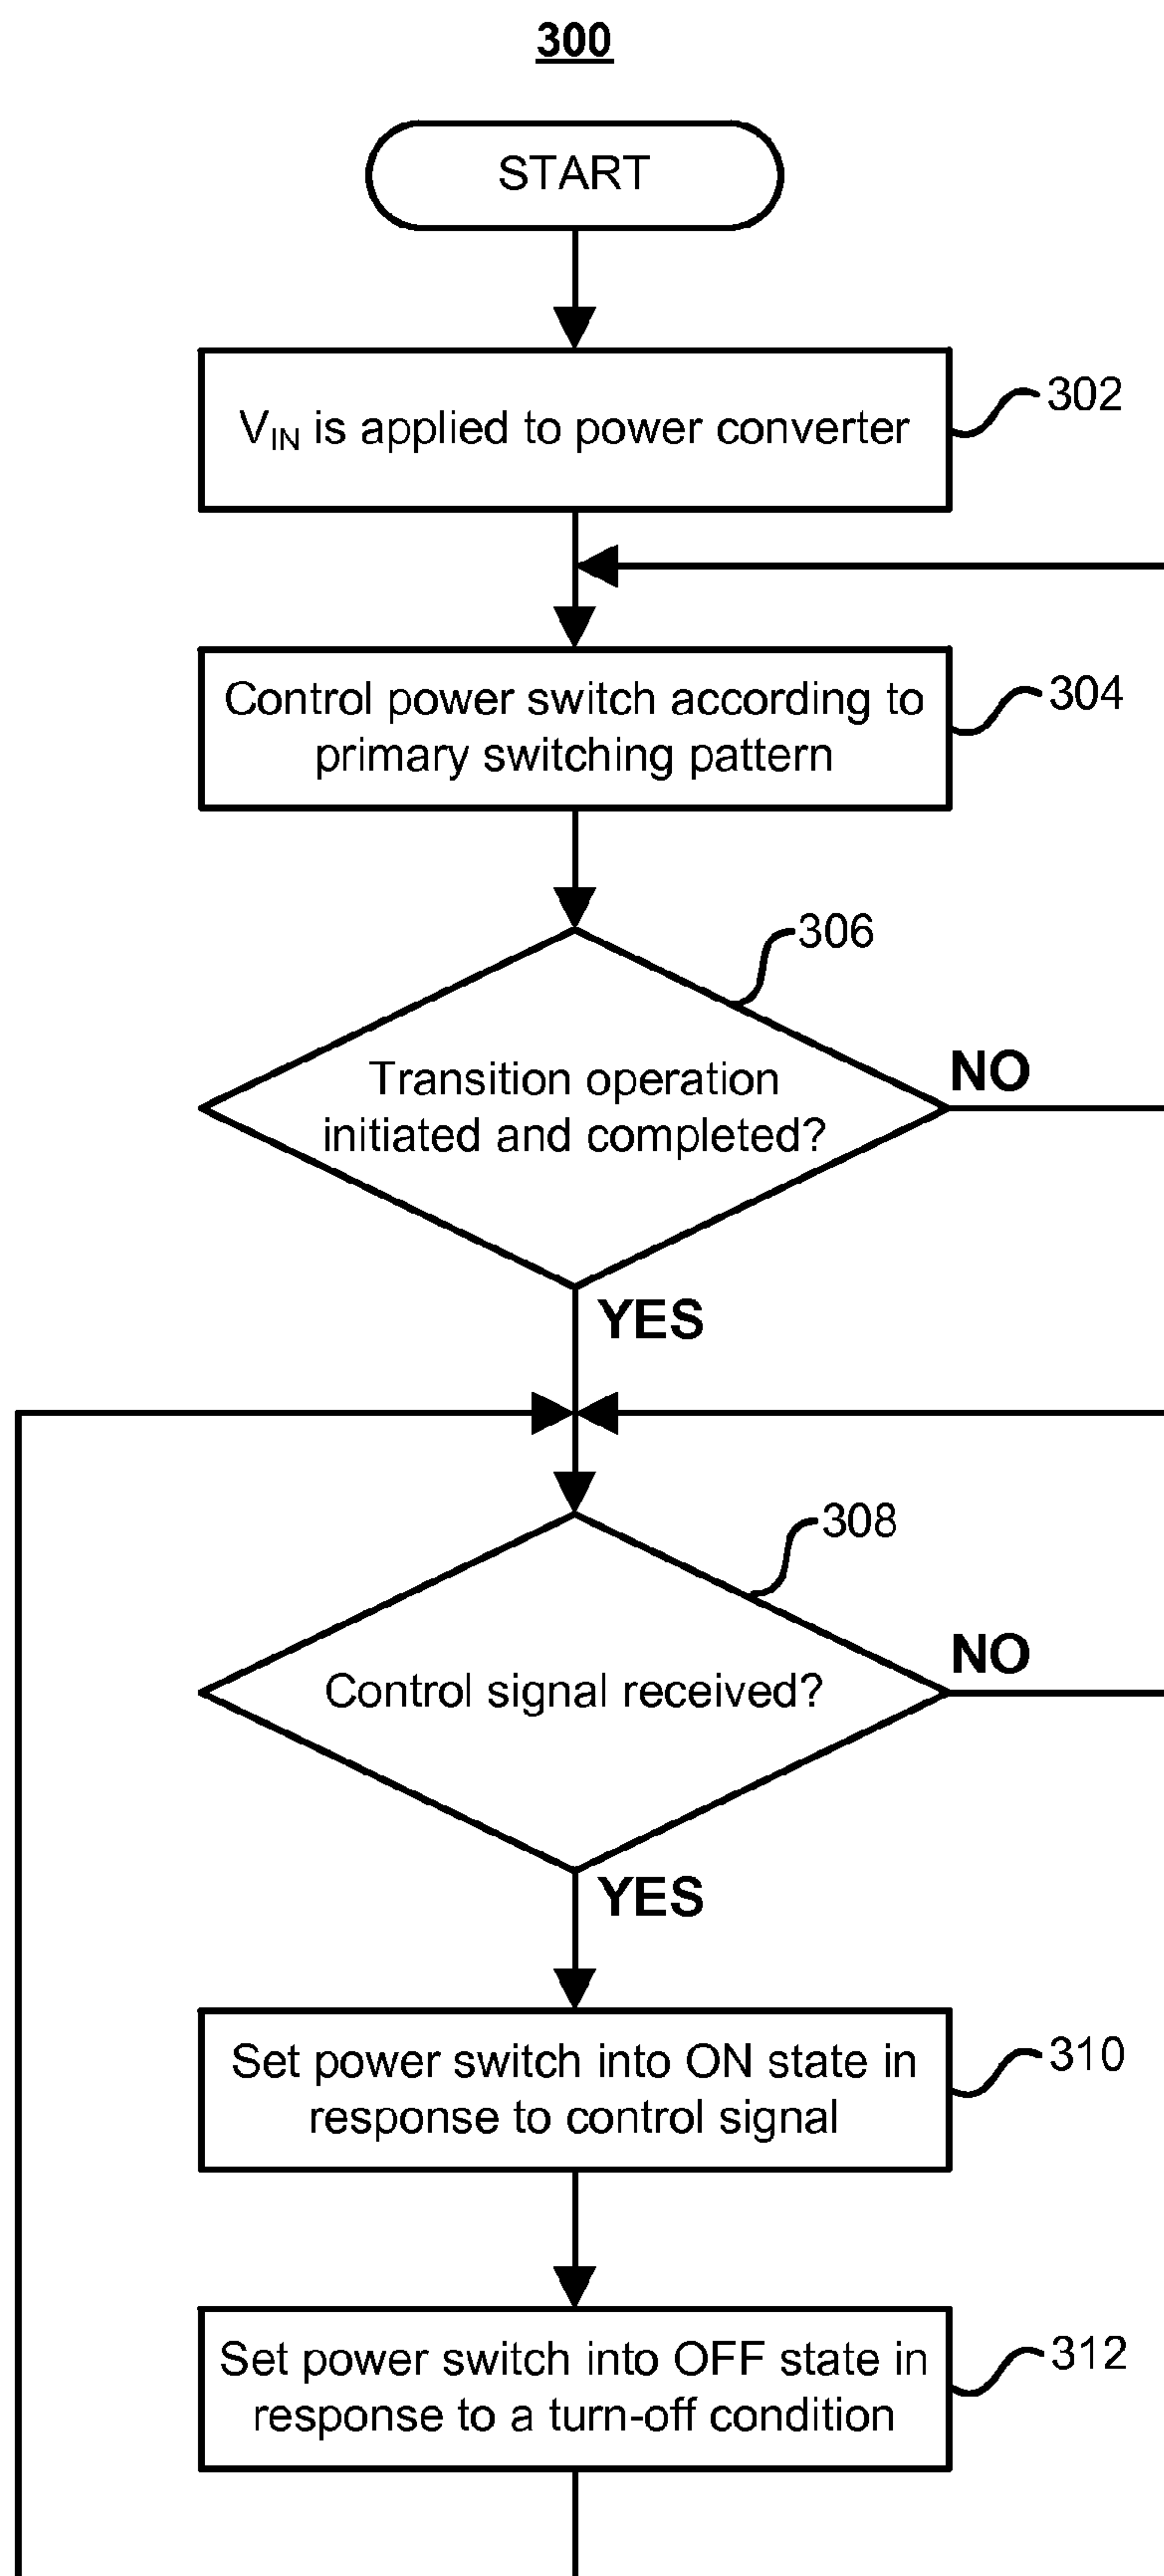 300
START
V_IN is applied to power converter
302
Control power switch according to
primary switching pattern
304
306
Transition operation
initiated and completed?
NO
YES
308
Control signal received?
NO
YES
Set power switch into ON state in
response to control signal
310
Set power switch into OFF state in
response to a turn-off condition
312